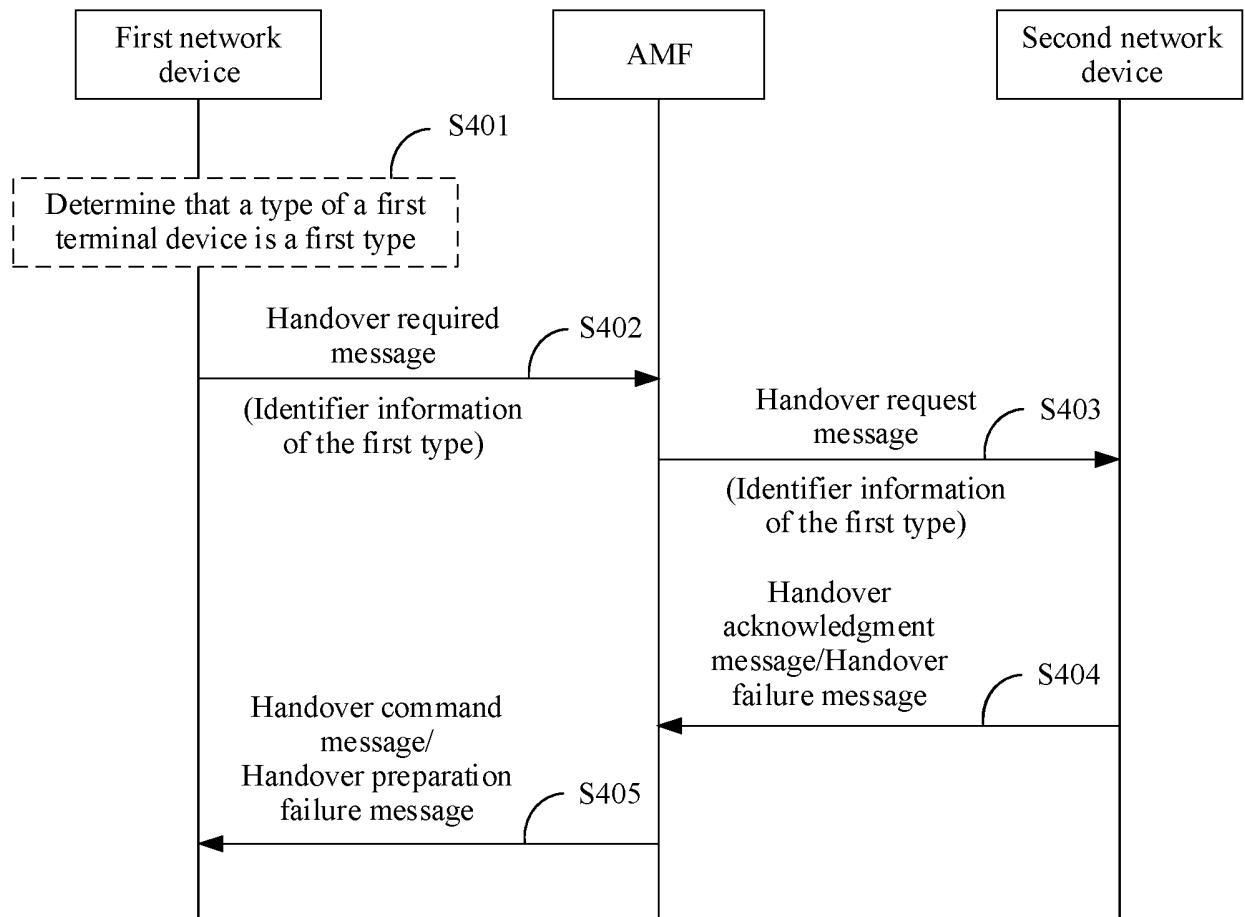 First network
device
AMF
Second network
device
S401
Determine that a type of a first
terminal device is a first type
Handover required
message
S402
(Identifier information
of the first type)
Handover request
message
S403
(Identifier information
of the first type)
Handover
acknowledgment
message/Handover
failure message
S404
Handover command
message/
Handover preparation
failure message
S405